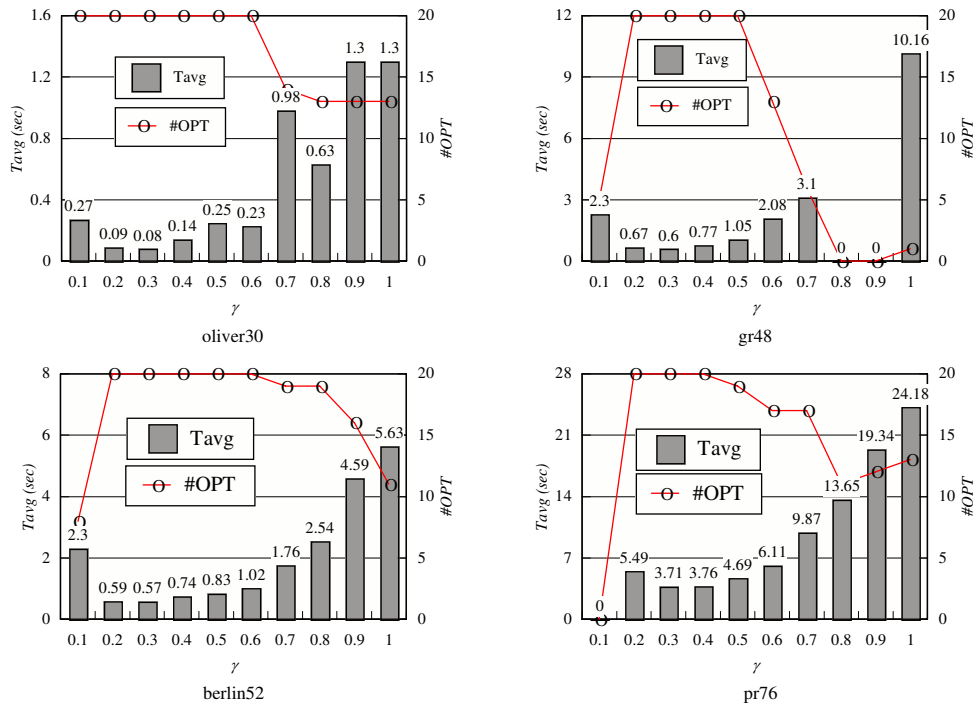 1.6
1.2
0.8
0.4
0
Tavg (sec)
20
15
10
5
0
#OPT
Tavg
#OPT
0.27
0.09
0.08
0.14
0.25
0.23
0.98
0.63
1.3
1.3
0.1 0.2 0.3 0.4 0.5 0.6 0.7 0.8 0.9 1
γ
oliver30
12
9
6
3
0
Tavg (sec)
20
15
10
5
0
#OPT
Tavg
#OPT
2.3
0.67
0.6
0.77
1.05
2.08
3.1
0
0
10.16
0.1 0.2 0.3 0.4 0.5 0.6 0.7 0.8 0.9 1
γ
gr48
8
6
4
2
0
Tavg (sec)
20
15
10
5
0
#OPT
Tavg
#OPT
2.3
0.59
0.57
0.74
0.83
1.02
1.76
2.54
4.59
5.63
0.1 0.2 0.3 0.4 0.5 0.6 0.7 0.8 0.9 1
γ
berlin52
28
21
14
7
0
Tavg (sec)
20
15
10
5
0
#OPT
Tavg
#OPT
0
5.49
3.71
3.76
4.69
6.11
9.87
13.65
19.34
24.18
0.1 0.2 0.3 0.4 0.5 0.6 0.7 0.8 0.9 1
γ
pr76